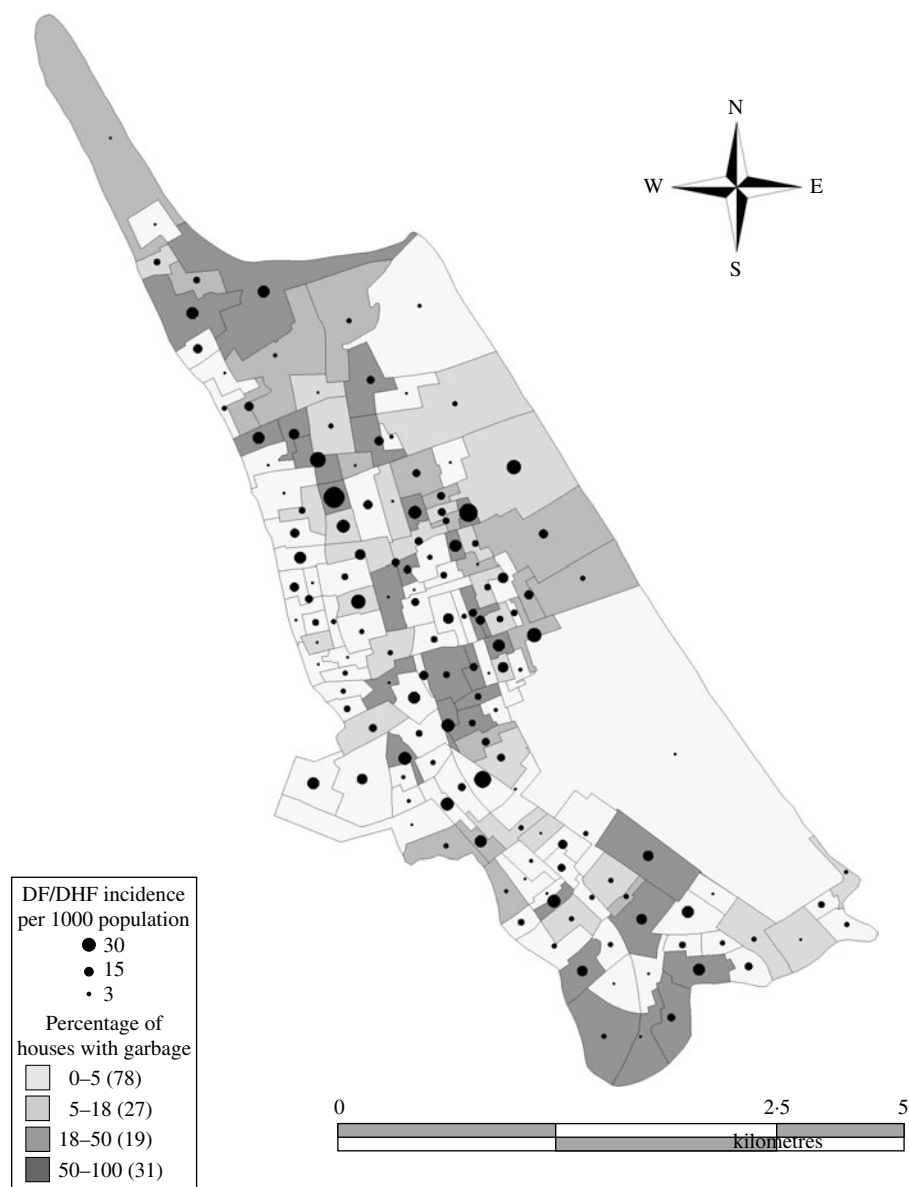 N
W E
S
DF/DHF incidence
per 1000 population
30
15
3
Percentage of
houses with garbage
0–5 (78)
5–18 (27)
18–50 (19)
50–100 (31)
0 2·5 5
kilometres